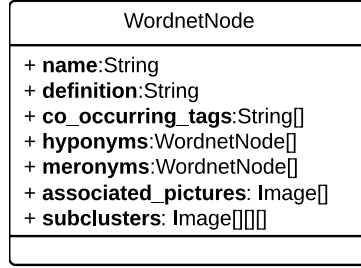 WordnetNode
+ name:String
+ definition:String
+ co_occurring_tags:String[]
+ hyponyms:WordnetNode[]
+ meronyms:WordnetNode[]
+ associated_pictures: Image[]
+ subclusters: Image[][][]